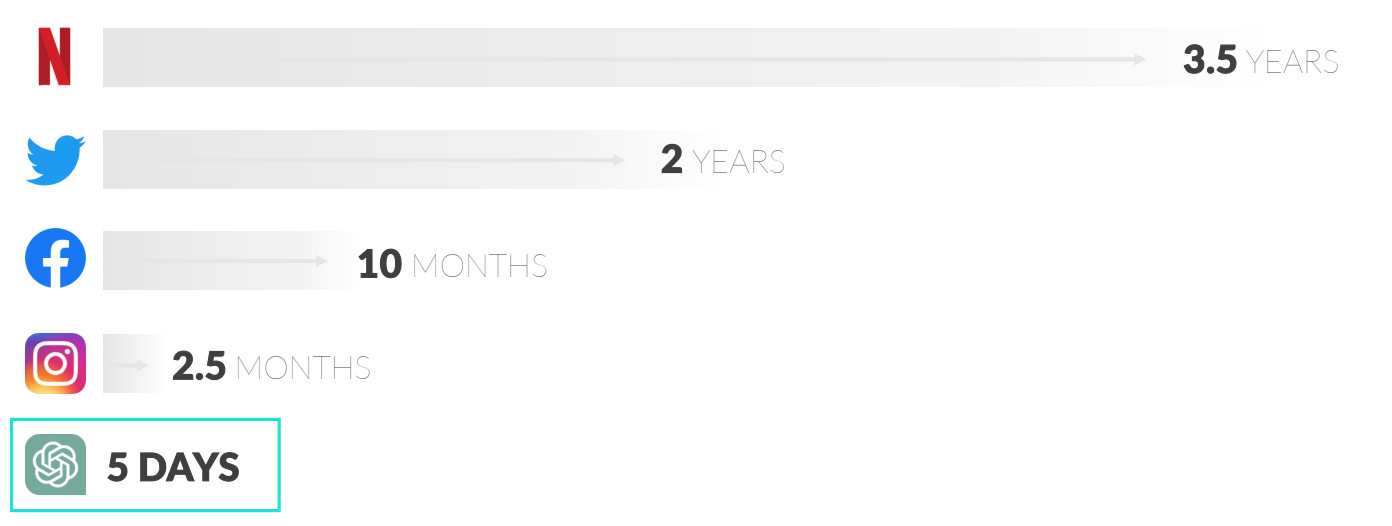 3.5 YEARS
2 YEARS
10 MONTHS
2.5 MONTHS
5 DAYS